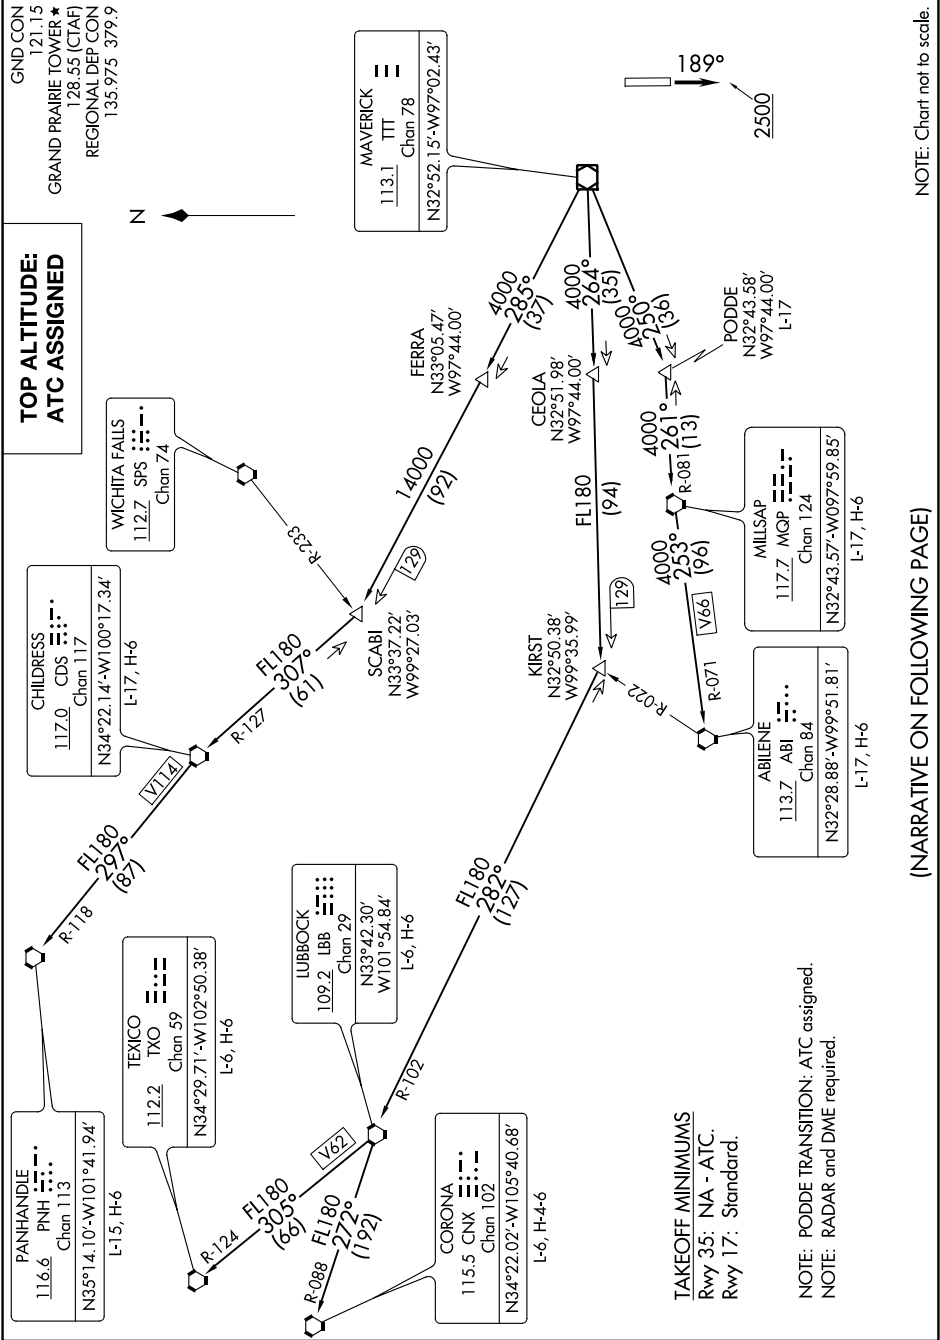 GND CON
121.15
GRAND PRAIRIE TOWER ★
128.55 (CTAF)
REGIONAL DEP CON
135.975 379.9
TOP ALTITUDE:
ATC ASSIGNED
N
MAVERICK
113.1 TTT
Chan 78
N32°52.15'-W97°02.43'
189°
2500
NOTE: Chart not to scale.
WICHITA FALLS
112.7 SPS
Chan 74
R-233
FERRA
N33°05.47'
W97°44.00'
4000
285°
(37)
14000
(92)
129
SCABI
N33°37.22'
W99°27.03'
CEOLA
N32°51.98'
W97°44.00'
4000
264°
(35)
FL180
(94)
129
KIRST
N32°50.38'
W99°35.99'
PODDE
N32°43.58'
W97°44.00'
L-17
4000
250°
(36)
4000
261°
(13)
R-081
MILLSAP
117.7 MQP
Chan 124
N32°43.57'-W097°59.85'
L-17, H-6
4000
253°
(96)
V66
R-071
R-022
ABILENE
113.7 ABI
Chan 84
N32°28.88'-W99°51.81'
L-17, H-6
CHILDRESS
117.0 CDS
Chan 117
N34°22.14'-W100°17.34'
L-17, H-6
FL180
307°
(61)
R-127
V114
FL180
297°
(87)
R-118
PANHANDLE
116.6 PNH
Chan 113
N35°14.10'-W101°41.94'
L-15, H-6
TEXICO
112.2 TXO
Chan 59
N34°29.71'-W102°50.38'
L-6, H-6
LUBBOCK
109.2 LBB
Chan 29
N33°42.30'
W101°54.84'
L-6, H-6
FL180
282°
(127)
R-102
V62
FL180
305°
(66)
R-124
FL180
272°
(192)
R-088
CORONA
115.5 CNX
Chan 102
N34°22.02'-W105°40.68'
L-6, H-4-6
TAKEOFF MINIMUMS
Rwy 35: NA - ATC.
Rwy 17: Standard.
NOTE: PODDE TRANSITION: ATC assigned.
NOTE: RADAR and DME required.
(NARRATIVE ON FOLLOWING PAGE)